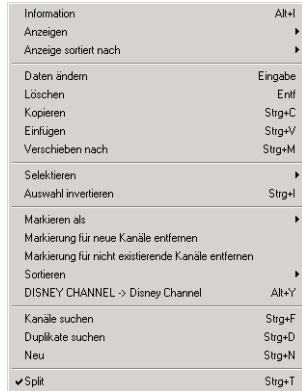 Information Alt+I
Anzeigen
Anzeige sortiert nach
Daten ändern Eingabe
Löschen Entf
Kopieren Strg+C
Einfügen Strg+V
Verschieben nach Strg+M
Selektieren
Auswahl invertieren Strg+I
Markieren als
Markierung für neue Kanäle entfernen
Markierung für nicht existierende Kanäle entfernen
Sortieren
DISNEY CHANNEL -> Disney Channel Alt+Y
Kanäle suchen Strg+F
Duplikate suchen Strg+D
Neu Strg+N
Split Strg+T